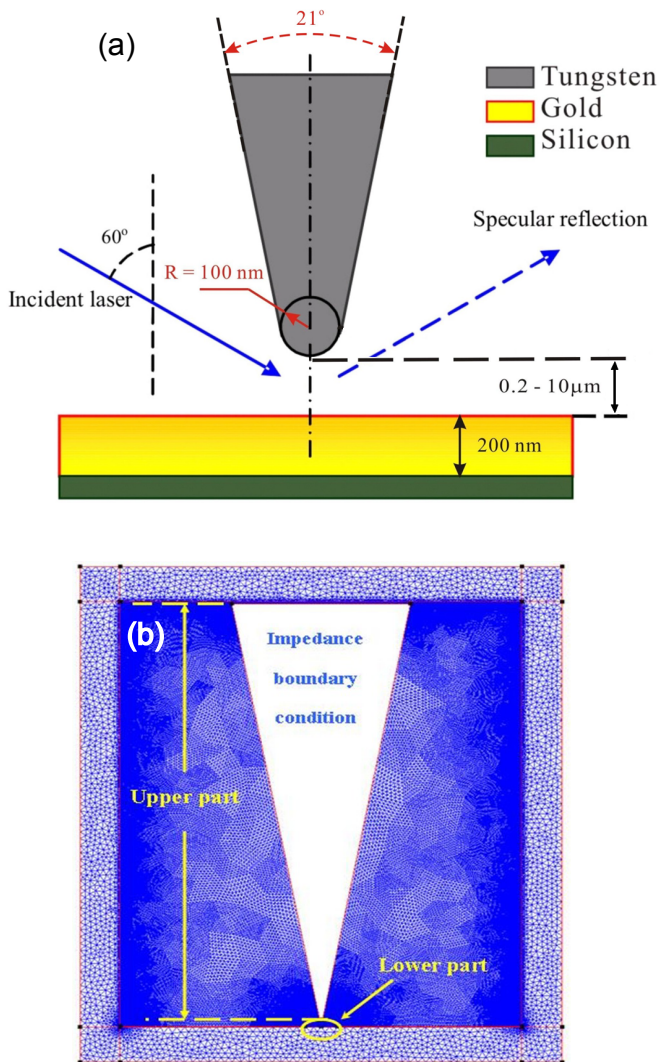 (a)
21°
Tungsten
Gold
Silicon
60°
Specular reflection
R = 100 nm
Incident laser
0.2 - 10μm
200 nm
(b)
Impedance
boundary
condition
Upper part
Lower part